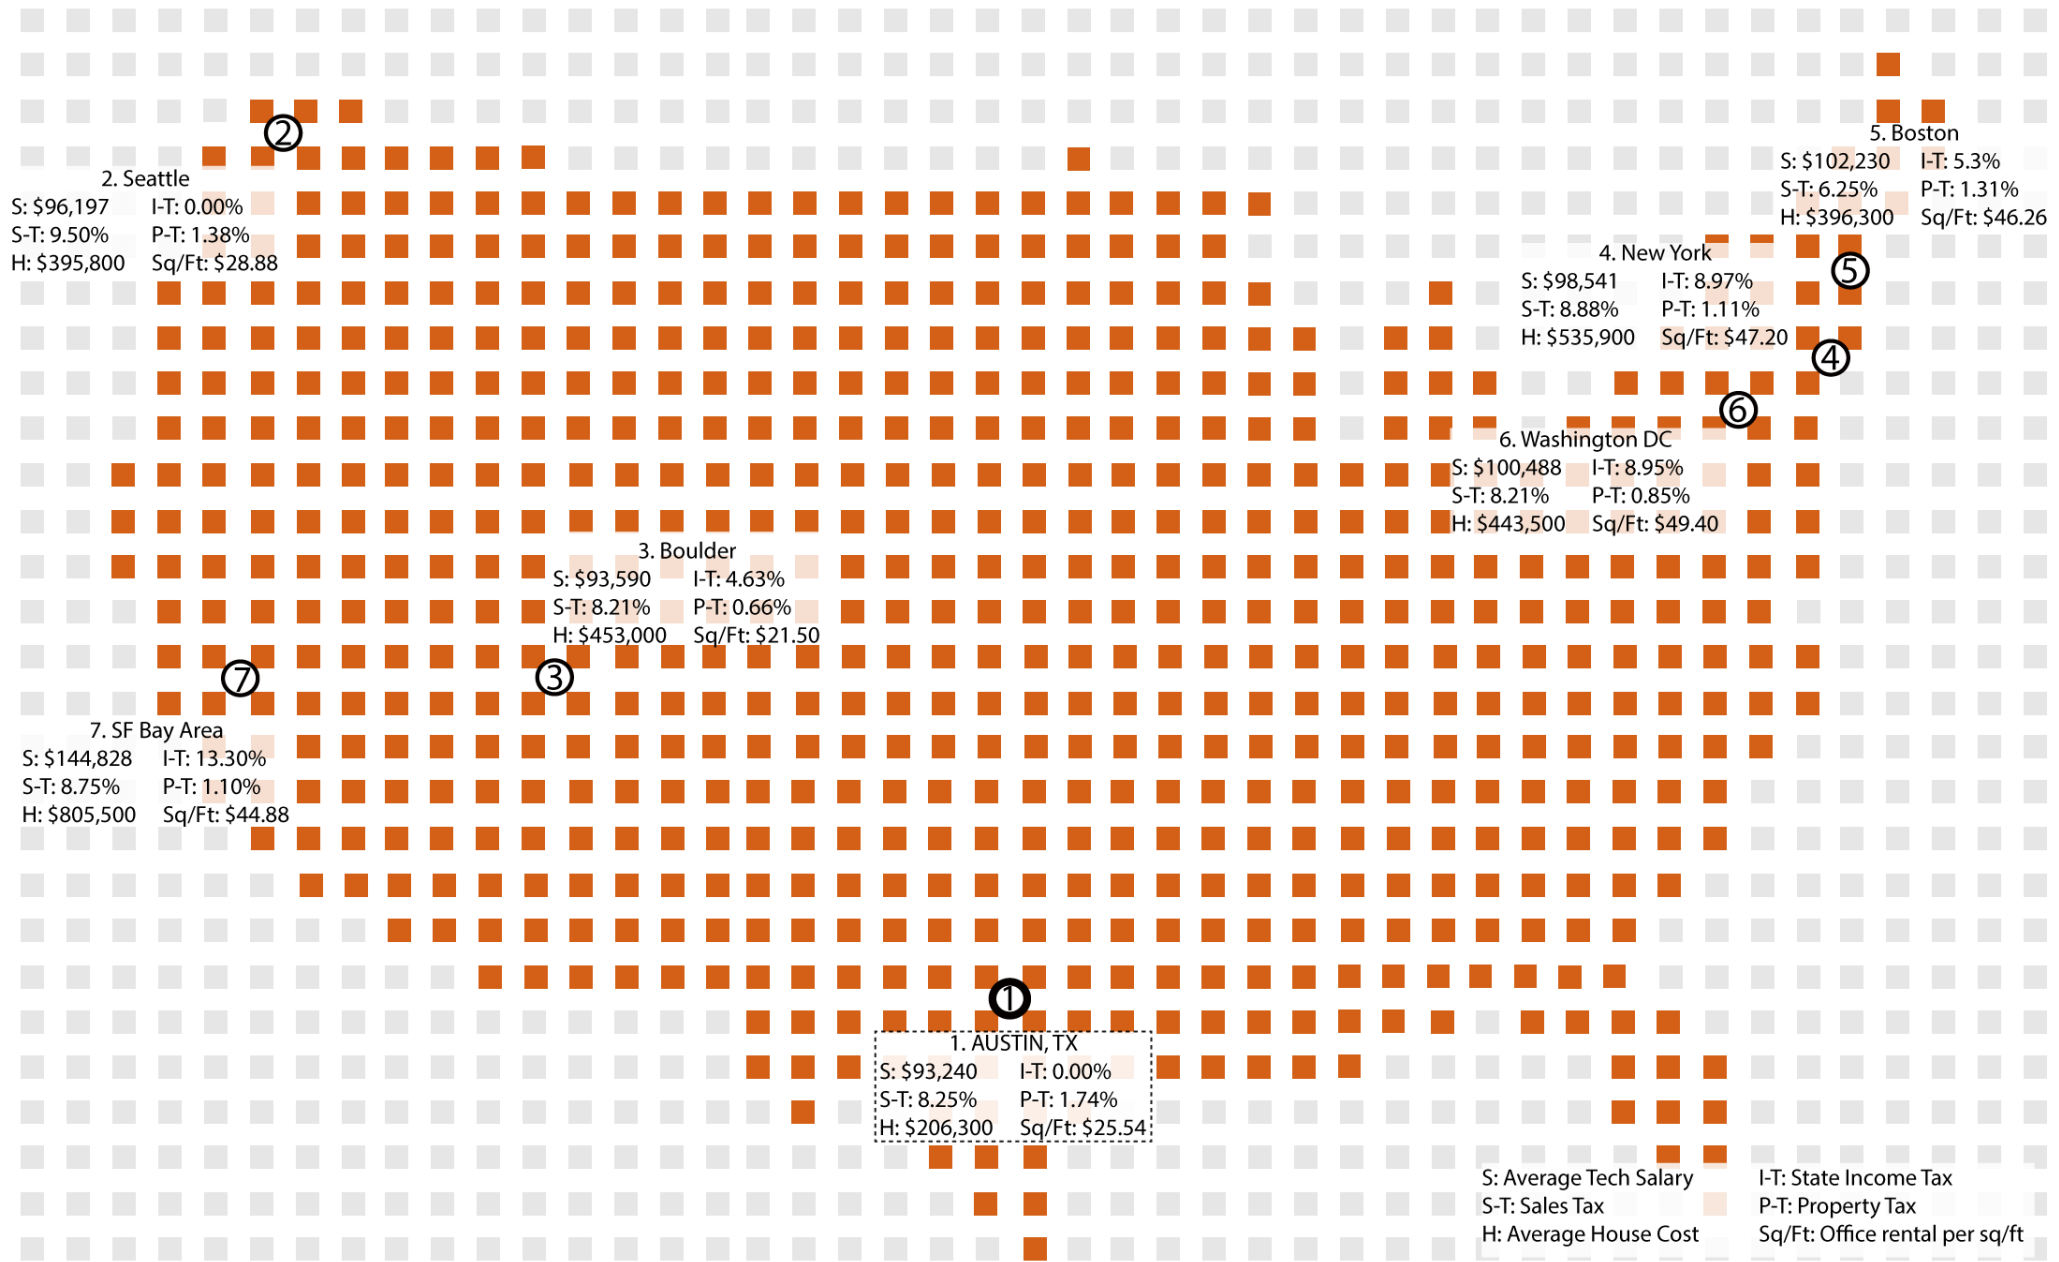 2
2. Seattle
S: $96,197 I-T: 0.00%
S-T: 9.50% P-T: 1.38%
H: $395,800 Sq/Ft: $28.88
5. Boston
S: $102,230 I-T: 5.3%
S-T: 6.25% P-T: 1.31%
H: $396,300 Sq/Ft: $46.26
5
4. New York
S: $98,541 I-T: 8.97%
S-T: 8.88% P-T: 1.11%
H: $535,900 Sq/Ft: $47.20
4
6
6. Washington DC
S: $100,488 I-T: 8.95%
S-T: 8.21% P-T: 0.85%
H: $443,500 Sq/Ft: $49.40
3. Boulder
S: $93,590 I-T: 4.63%
S-T: 8.21% P-T: 0.66%
H: $453,000 Sq/Ft: $21.50
3
7
7. SF Bay Area
S: $144,828 I-T: 13.30%
S-T: 8.75% P-T: 1.10%
H: $805,500 Sq/Ft: $44.88
1
1. AUSTIN, TX
S: $93,240 I-T: 0.00%
S-T: 8.25% P-T: 1.74%
H: $206,300 Sq/Ft: $25.54
S: Average Tech Salary I-T: State Income Tax
S-T: Sales Tax P-T: Property Tax
H: Average House Cost Sq/Ft: Office rental per sq/ft